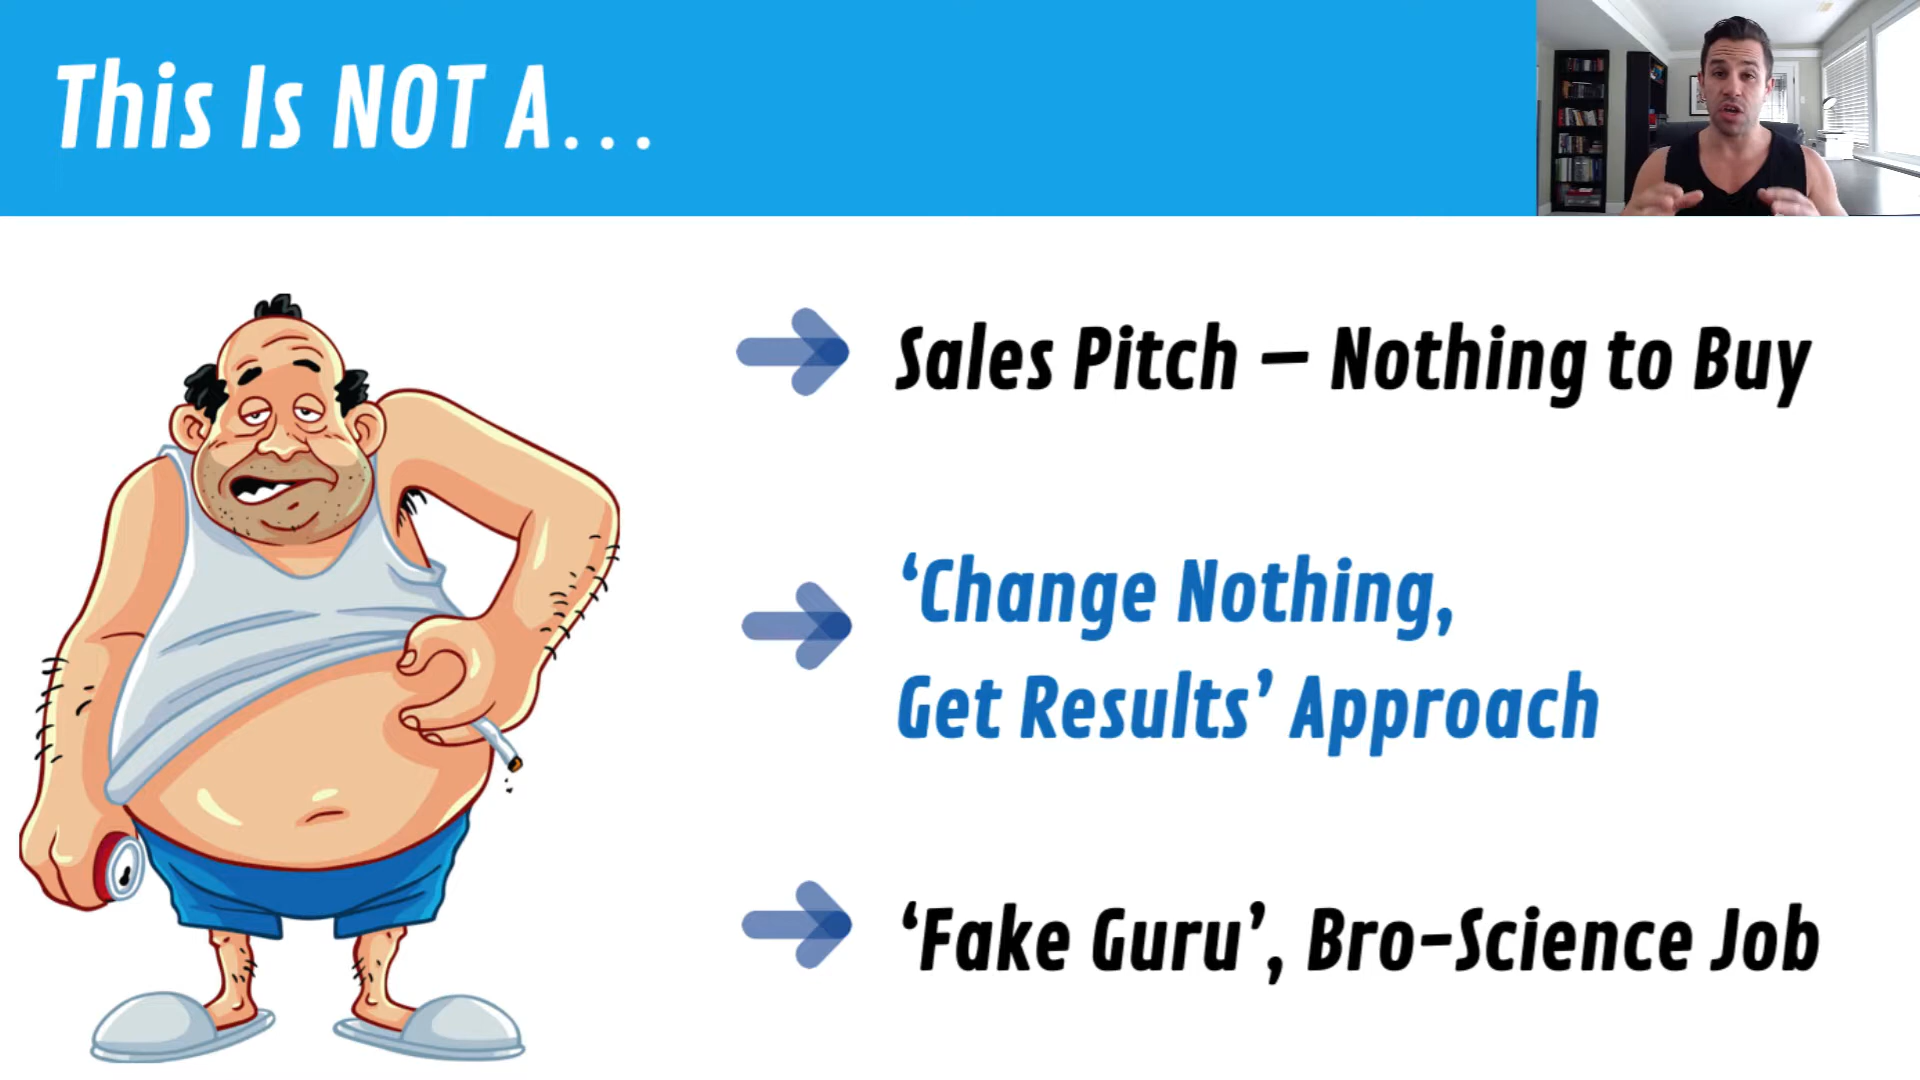 This Is NOT A...
Sales Pitch – Nothing to Buy
‘Change Nothing,
Get Results’ Approach
‘Fake Guru’, Bro-Science Job